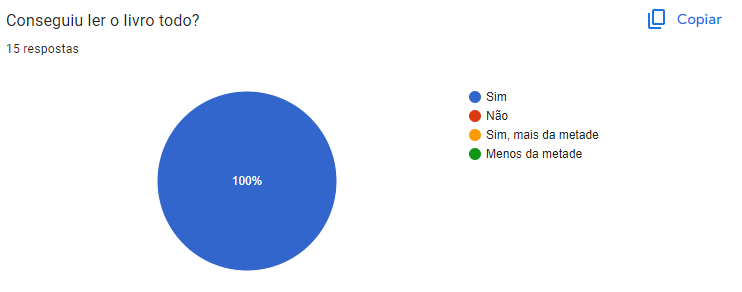 Conseguiu ler o livro todo?
Copiar
15 respostas
Sim
Não
Sim, mais da metade
Menos da metade
100%